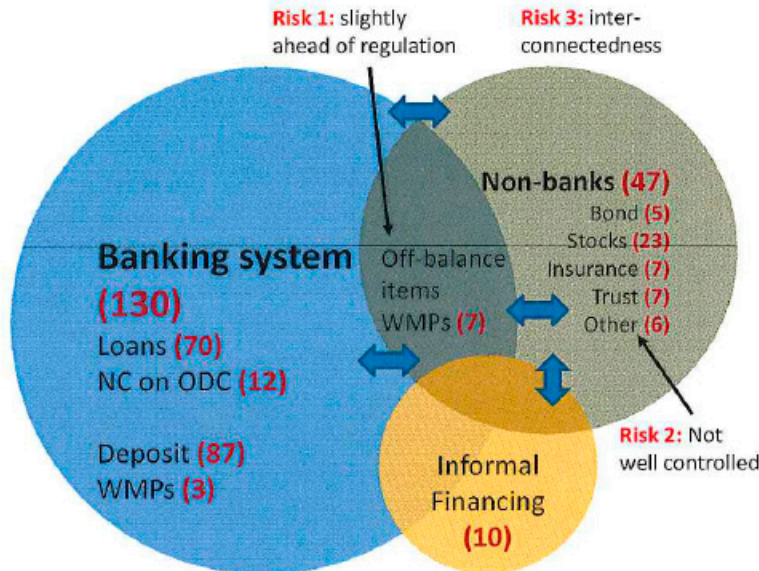 Risk 1: slightly
ahead of regulation
Risk 3: inter-
connectedness
Non-banks (47)
Bond (5)
Stocks (23)
Insurance (7)
Trust (7)
Other (6)
Banking system
(130)
Loans (70)
NC on ODC (12)
Deposit (87)
WMPs (3)
Off-balance
items
WMPs (7)
Risk 2: Not
well controlled
Informal
Financing
(10)